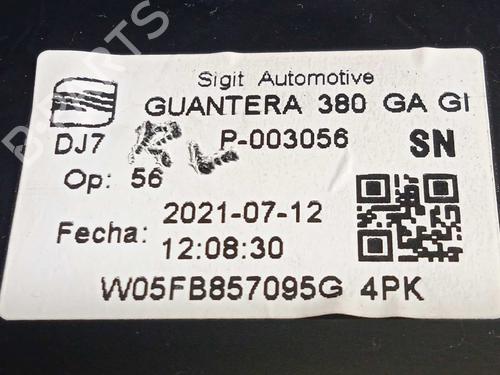 Sigit Automotive
GUANTERA 380 GA GI
DJ7 RL P-003056 SN
Op: 56
Fecha: 2021-07-12
12:08:30
W05FB857095G 4PK